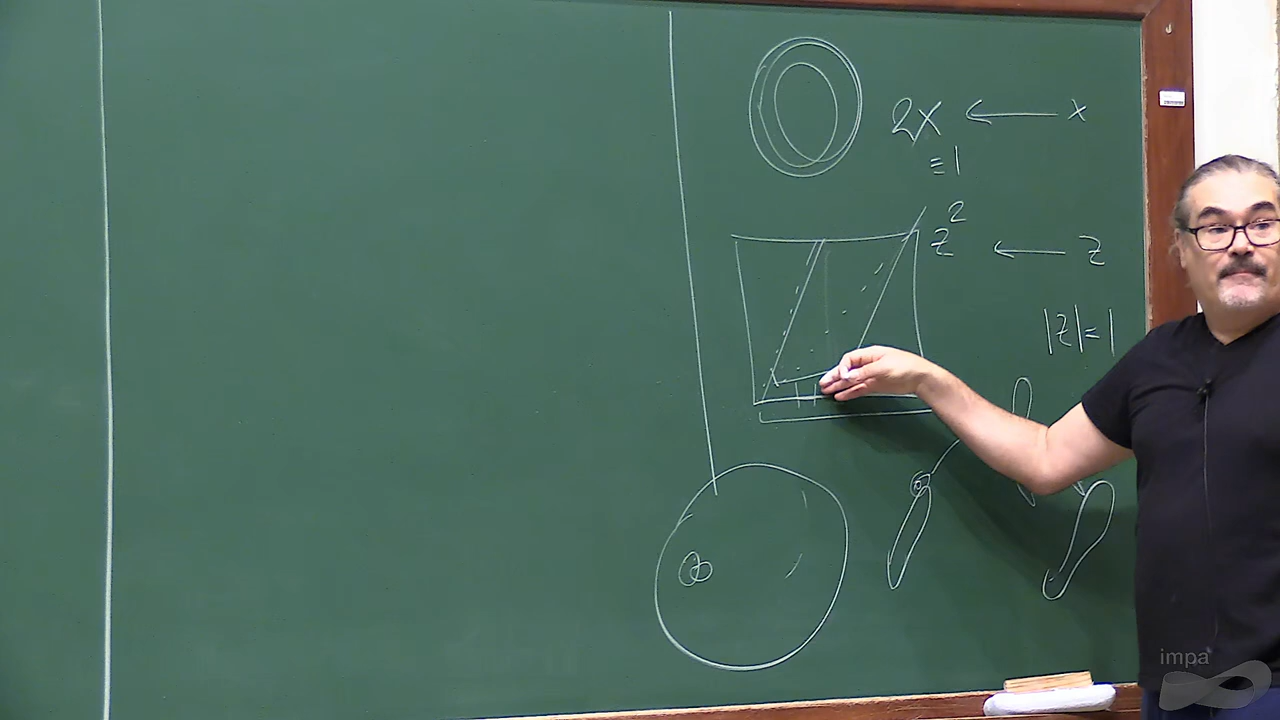 2x ← x
≡ 1
z² ← z
|z|=1
impa